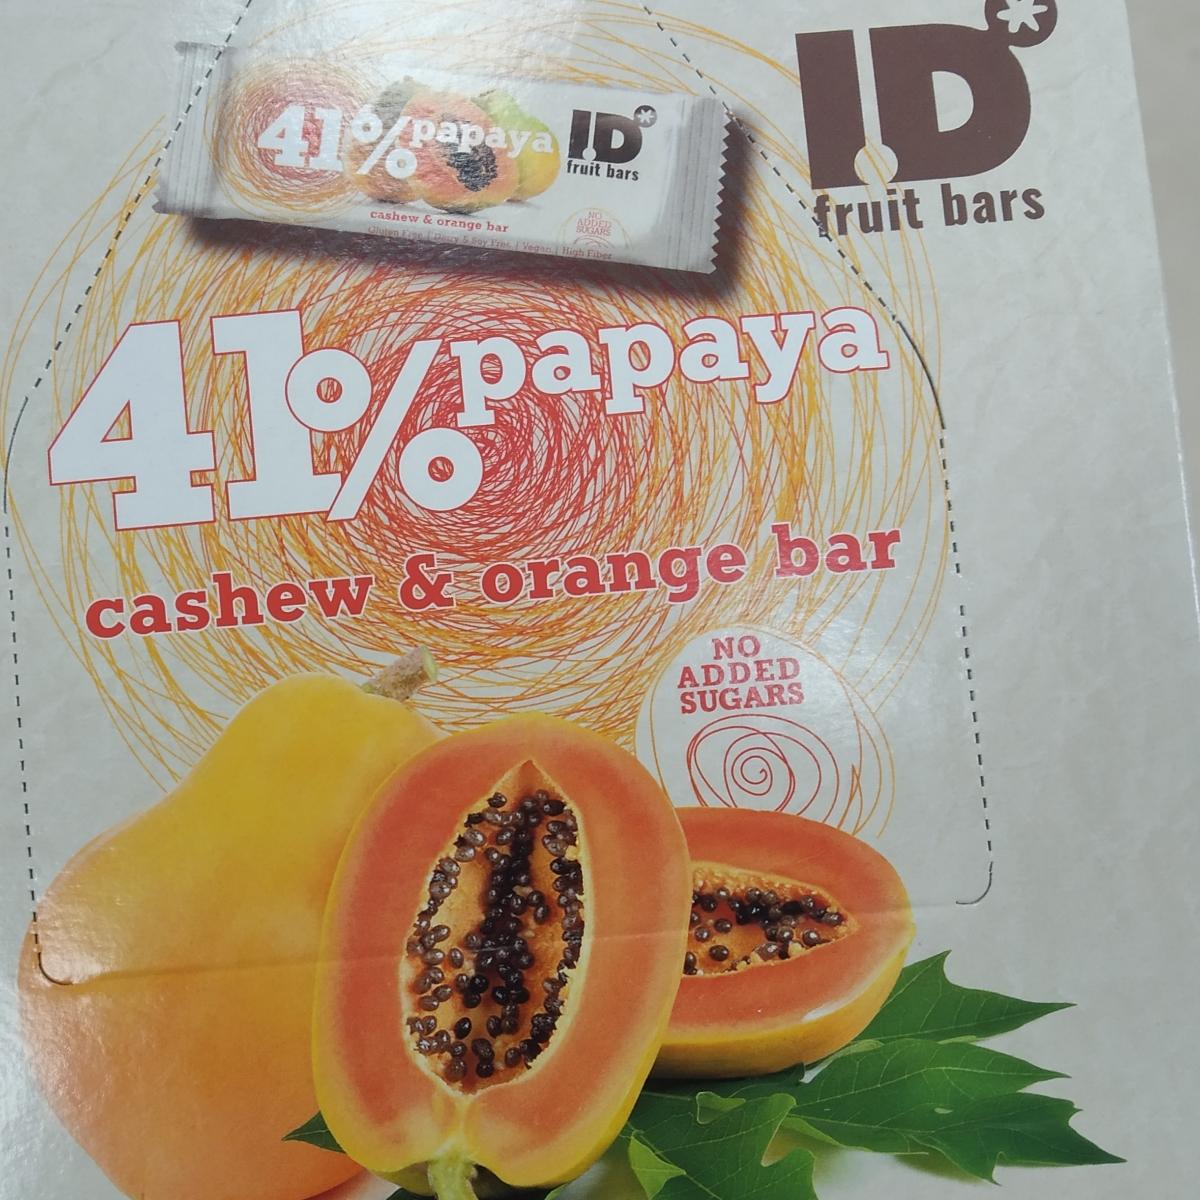 41% papaya
ID*
fruit bars
cashew & orange bar
NO
ADDED
SUGARS
Gluten Free | Dairy & Soy Free | Vegan | High Fiber
ID*
fruit bars
41% papaya
cashew & orange bar
NO
ADDED
SUGARS